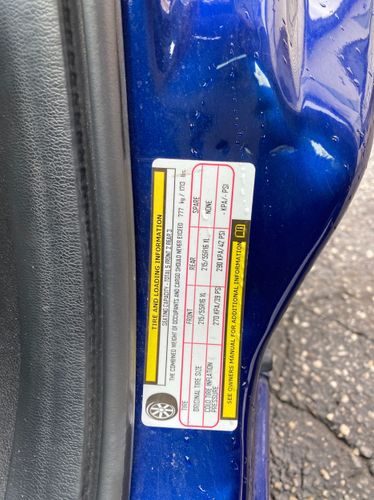 TIRE AND LOADING INFORMATION
SEATING CAPACITY - TOTAL 5 FRONT 2 REAR 3
THE COMBINED WEIGHT OF OCCUPANTS AND CARGO SHOULD NEVER EXCEED 777 kg / 1713 lbs.
TIRE FRONT REAR SPARE
ORIGINAL TIRE SIZE 215/55R16 XL 215/55R16 XL NONE
COLD TIRE INFLATION PRESSURE 270 KPA/39 PSI 290 KPA/42 PSI - KPA/- PSI
SEE OWNERS MANUAL FOR ADDITIONAL INFORMATION